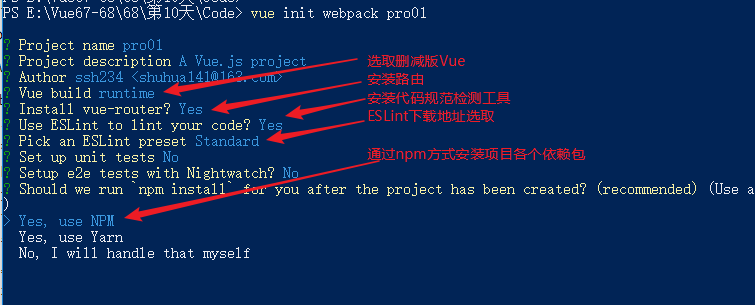 PS E:\Vue67-68\68\第10天\Code> vue init webpack pro01
? Project name pro01
? Project description A Vue.js project
? Author ssh234 <shuhua141@163.com>
? Vue build runtime
选取删减版Vue
? Install vue-router? Yes
安装路由
? Use ESLint to lint your code? Yes
安装代码规范检测工具
? Pick an ESLint preset Standard
ESLint下载地址选取
? Set up unit tests No
? Setup e2e tests with Nightwatch? No
通过npm方式安装项目各个依赖包
? Should we run `npm install` for you after the project has been created? (recommended) (Use a
)
> Yes, use NPM
Yes, use Yarn
No, I will handle that myself